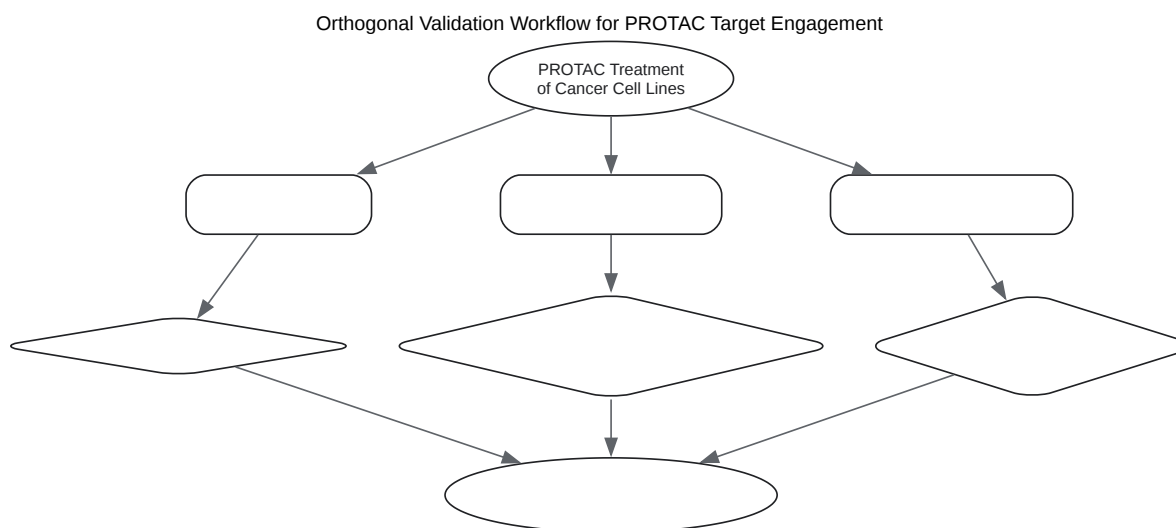 Orthogonal Validation Workflow for PROTAC Target Engagement
PROTAC Treatment
of Cancer Cell Lines